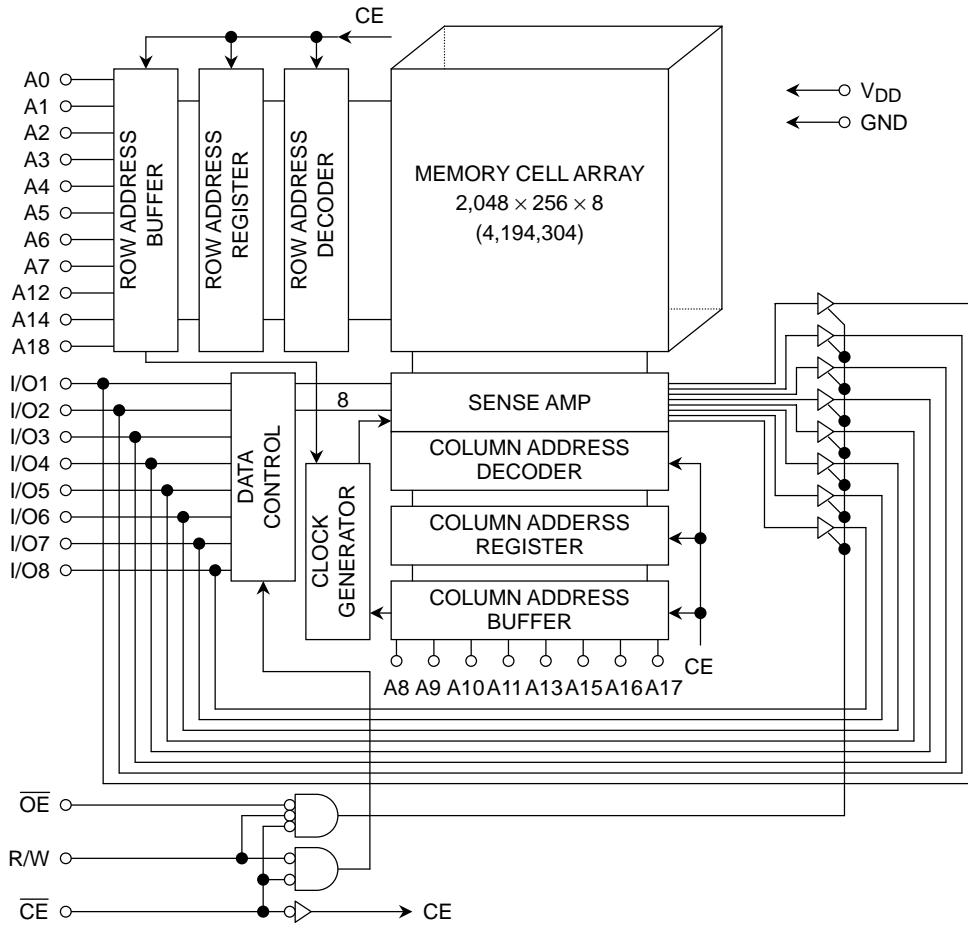 CE
A0
A1
A2
A3
A4
A5
A6
A7
A12
A14
A18
ROW ADDRESS
BUFFER
ROW ADDRESS
REGISTER
ROW ADDRESS
DECODER
MEMORY CELL ARRAY
2,048 × 256 × 8
(4,194,304)
VDD
GND
I/O1
I/O2
I/O3
I/O4
I/O5
I/O6
I/O7
I/O8
DATA
CONTROL
8
CLOCK
GENERATOR
SENSE AMP
COLUMN ADDRESS
DECODER
COLUMN ADDERSS
REGISTER
COLUMN ADDRESS
BUFFER
CE
A8 A9 A10 A11 A13 A15 A16 A17
O̅E̅
R/W
C̅E̅
CE